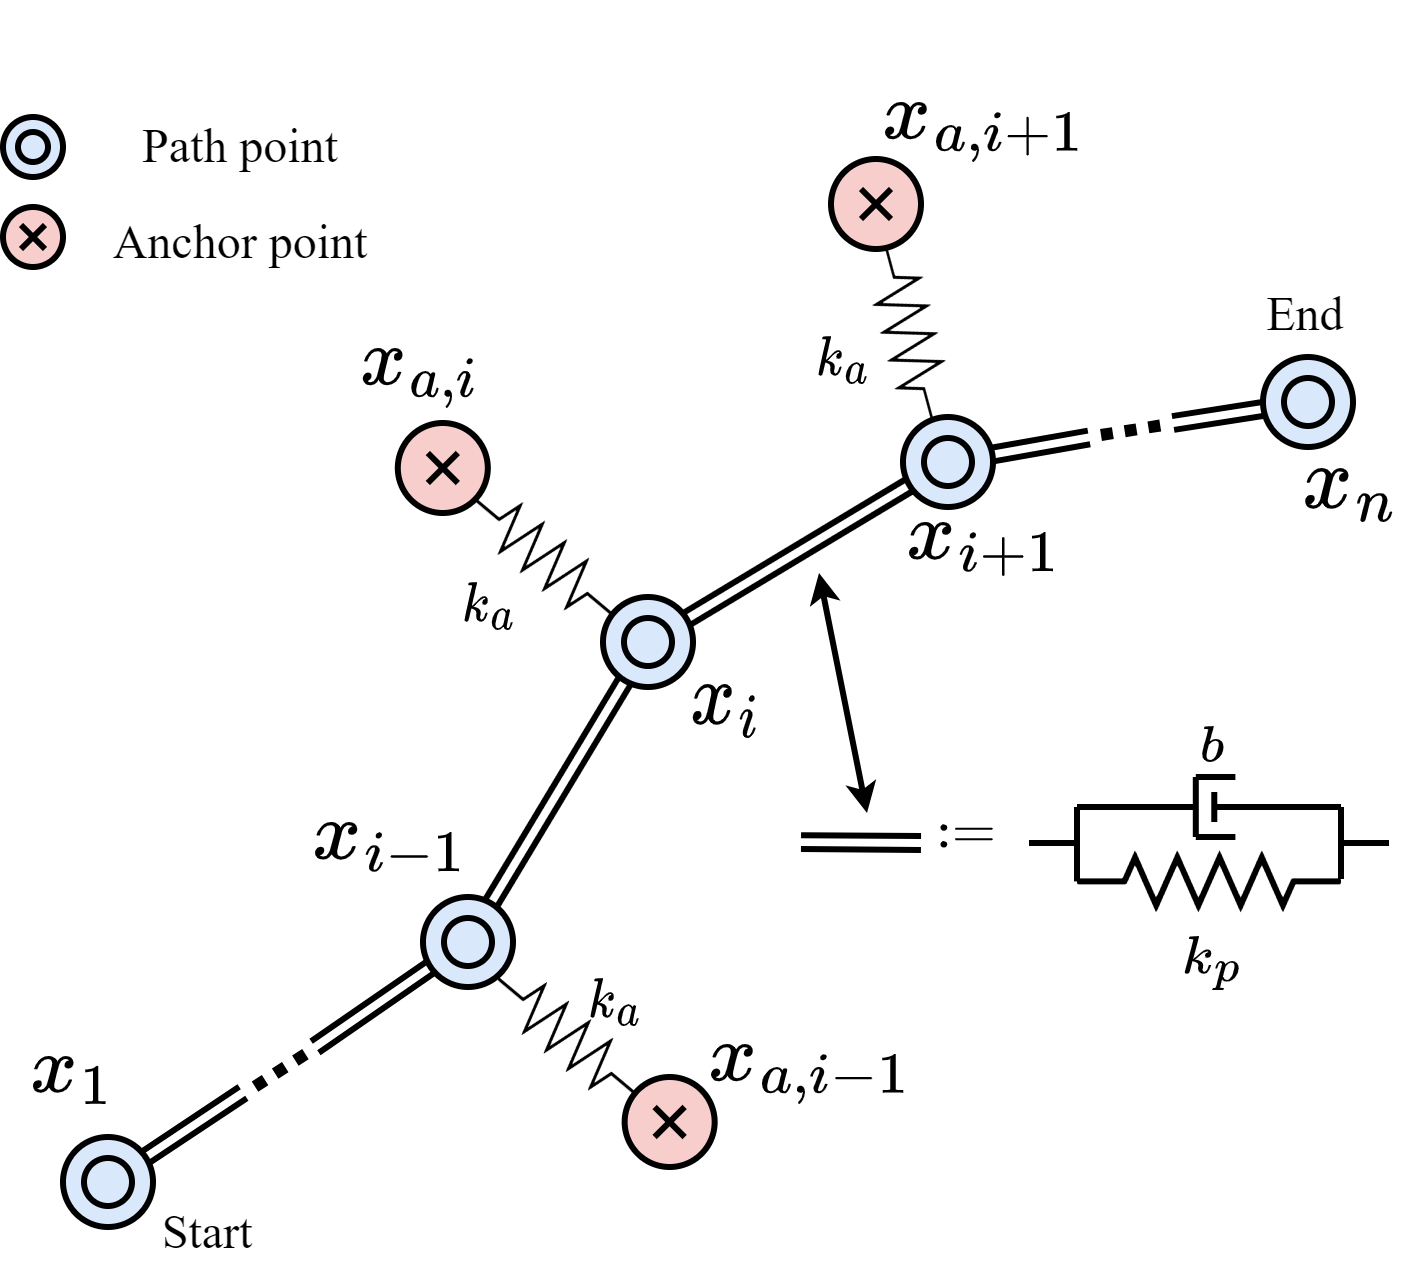 x_{a,i+1}
Path point
Anchor point
End
k_a
x_{a,i}
x_n
x_{i+1}
k_a
x_i
b
:=
x_{i-1}
k_p
k_a
x_1
x_{a,i-1}
Start